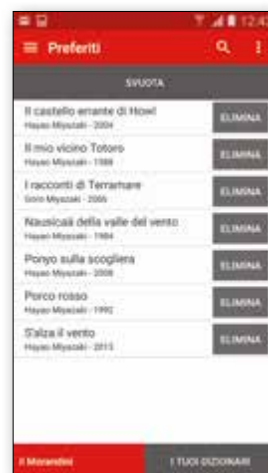 12:43
Preferiti
SVUOTA
Il castello errante di Howl
Hayao Miyazaki - 2004
ELIMINA
Il mio vicino Totoro
Hayao Miyazaki - 1988
ELIMINA
I racconti di Terramare
Goro Miyazaki - 2006
ELIMINA
Nausicaä della valle del vento
Hayao Miyazaki - 1984
ELIMINA
Ponyo sulla scogliera
Hayao Miyazaki - 2008
ELIMINA
Porco rosso
Hayao Miyazaki - 1992
ELIMINA
S'alza il vento
Hayao Miyazaki - 2013
ELIMINA
il Morandini
I TUOI DIZIONARI